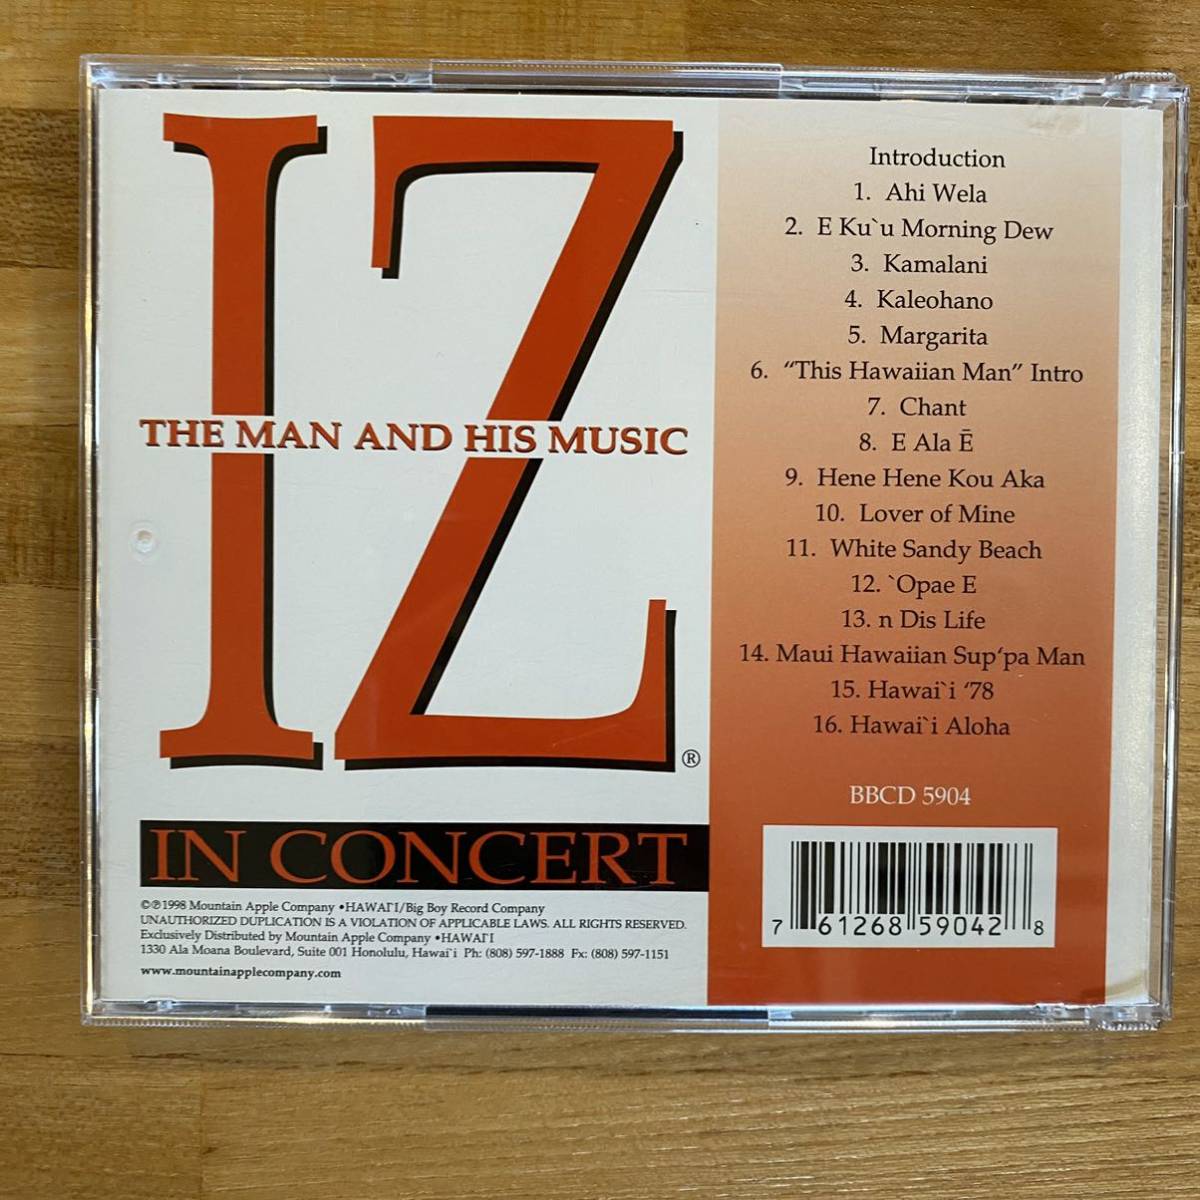 IZ
THE MAN AND HIS MUSIC
®
IN CONCERT
©℗1998 Mountain Apple Company •HAWAI`I/Big Boy Record Company
UNAUTHORIZED DUPLICATION IS A VIOLATION OF APPLICABLE LAWS. ALL RIGHTS RESERVED.
Exclusively Distributed by Mountain Apple Company •HAWAI`I
1330 Ala Moana Boulevard, Suite 001 Honolulu, Hawai`i Ph: (808) 597-1888 Fx: (808) 597-1151
www.mountainapplecompany.com
Introduction
1. Ahi Wela
2. E Ku`u Morning Dew
3. Kamalani
4. Kaleohano
5. Margarita
6. “This Hawaiian Man” Intro
7. Chant
8. E Ala Ē
9. Hene Hene Kou Aka
10. Lover of Mine
11. White Sandy Beach
12. `Opae E
13. n Dis Life
14. Maui Hawaiian Sup‘pa Man
15. Hawai`i ‘78
16. Hawai`i Aloha
BBCD 5904
7 61268 59042 8